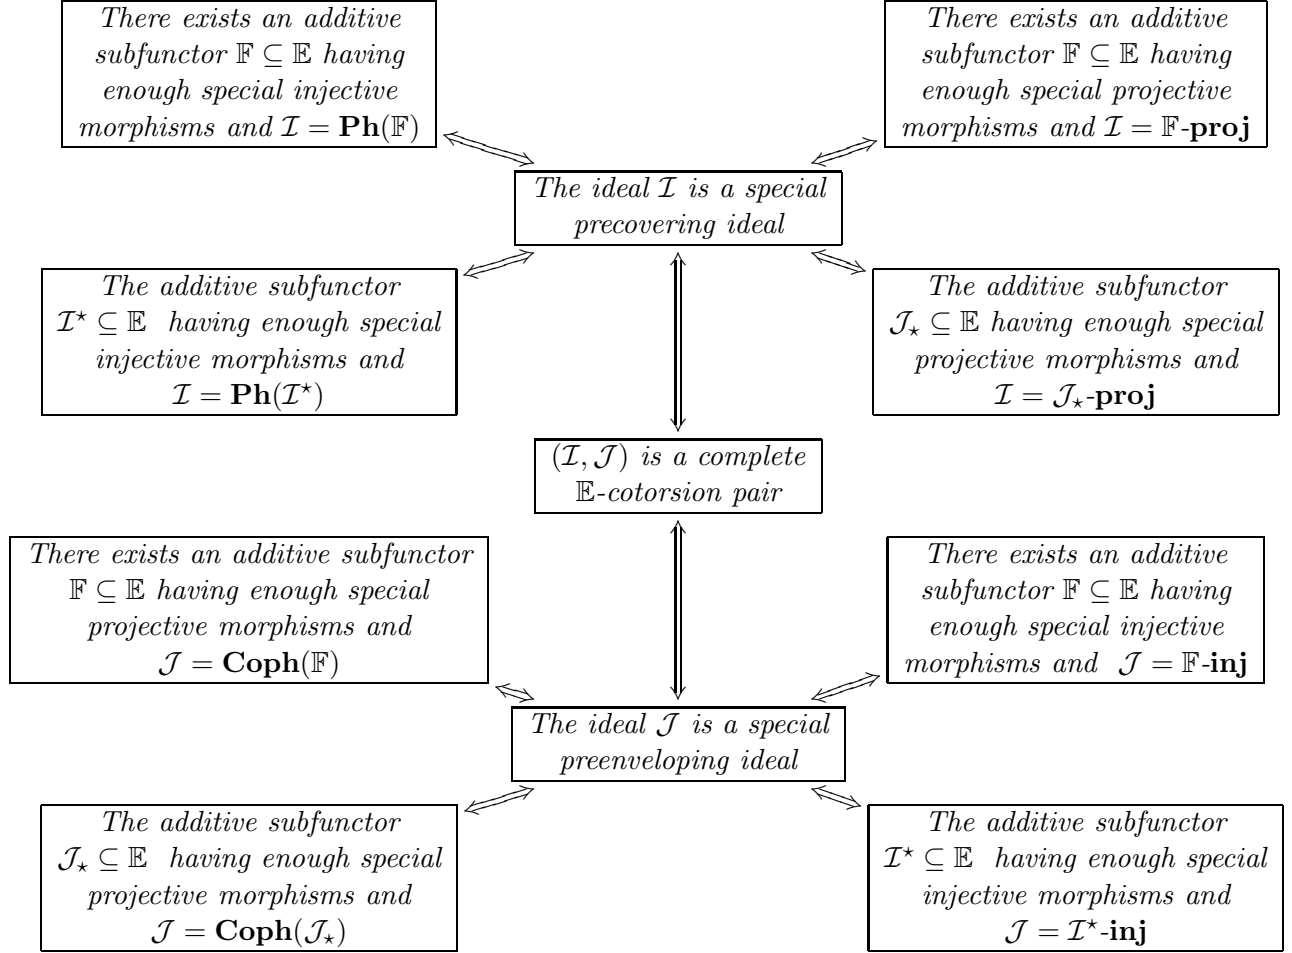 There exists an additive
subfunctor 𝔽 ⊆ 𝔼 having
enough special injective
morphisms and ℐ = Ph(𝔽)
There exists an additive
subfunctor 𝔽 ⊆ 𝔼 having
enough special projective
morphisms and ℐ = 𝔽-proj
The ideal ℐ is a special
precovering ideal
The additive subfunctor
ℐ⋆ ⊆ 𝔼 having enough special
injective morphisms and
ℐ = Ph(ℐ⋆)
The additive subfunctor
𝒥⋆ ⊆ 𝔼 having enough special
projective morphisms and
ℐ = 𝒥⋆-proj
(ℐ, 𝒥) is a complete
𝔼-cotorsion pair
There exists an additive subfunctor
𝔽 ⊆ 𝔼 having enough special
projective morphisms and
𝒥 = Coph(𝔽)
There exists an additive
subfunctor 𝔽 ⊆ 𝔼 having
enough special injective
morphisms and 𝒥 = 𝔽-inj
The ideal 𝒥 is a special
preenveloping ideal
The additive subfunctor
𝒥⋆ ⊆ 𝔼 having enough special
projective morphisms and
𝒥 = Coph(𝒥⋆)
The additive subfunctor
ℐ⋆ ⊆ 𝔼 having enough special
injective morphisms and
𝒥 = ℐ⋆-inj